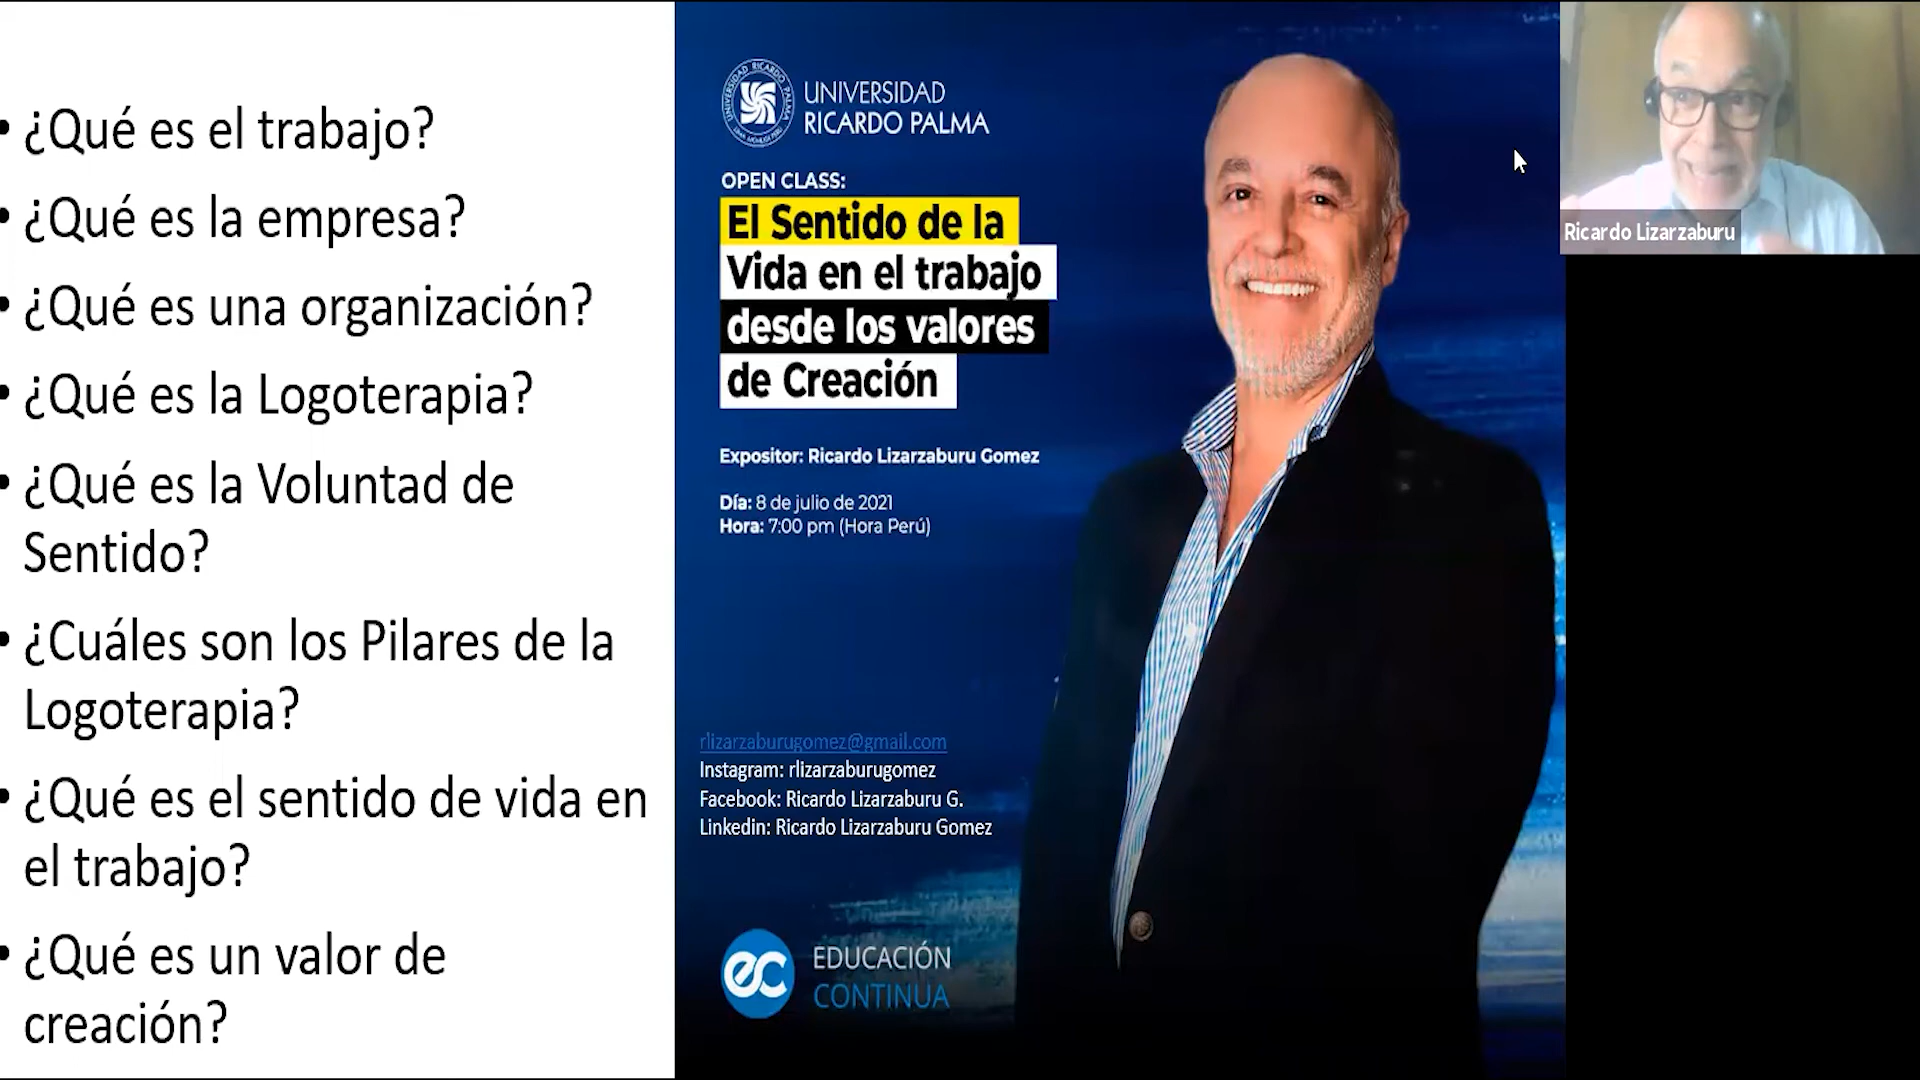 • ¿Qué es el trabajo?
• ¿Qué es la empresa?
• ¿Qué es una organización?
• ¿Qué es la Logoterapia?
• ¿Qué es la Voluntad de
Sentido?
• ¿Cuáles son los Pilares de la
Logoterapia?
• ¿Qué es el sentido de vida en
el trabajo?
• ¿Qué es un valor de
creación?
UNIVERSIDAD
RICARDO PALMA
OPEN CLASS:
El Sentido de la
Vida en el trabajo
desde los valores
de Creación
Expositor: Ricardo Lizarzaburu Gomez
Día: 8 de julio de 2021
Hora: 7:00 pm (Hora Perú)
rlizarzaburugomez@gmail.com
Instagram: rlizarzaburugomez
Facebook: Ricardo Lizarzaburu G.
Linkedin: Ricardo Lizarzaburu Gomez
ec
EDUCACIÓN
CONTINUA
Ricardo Lizarzaburu